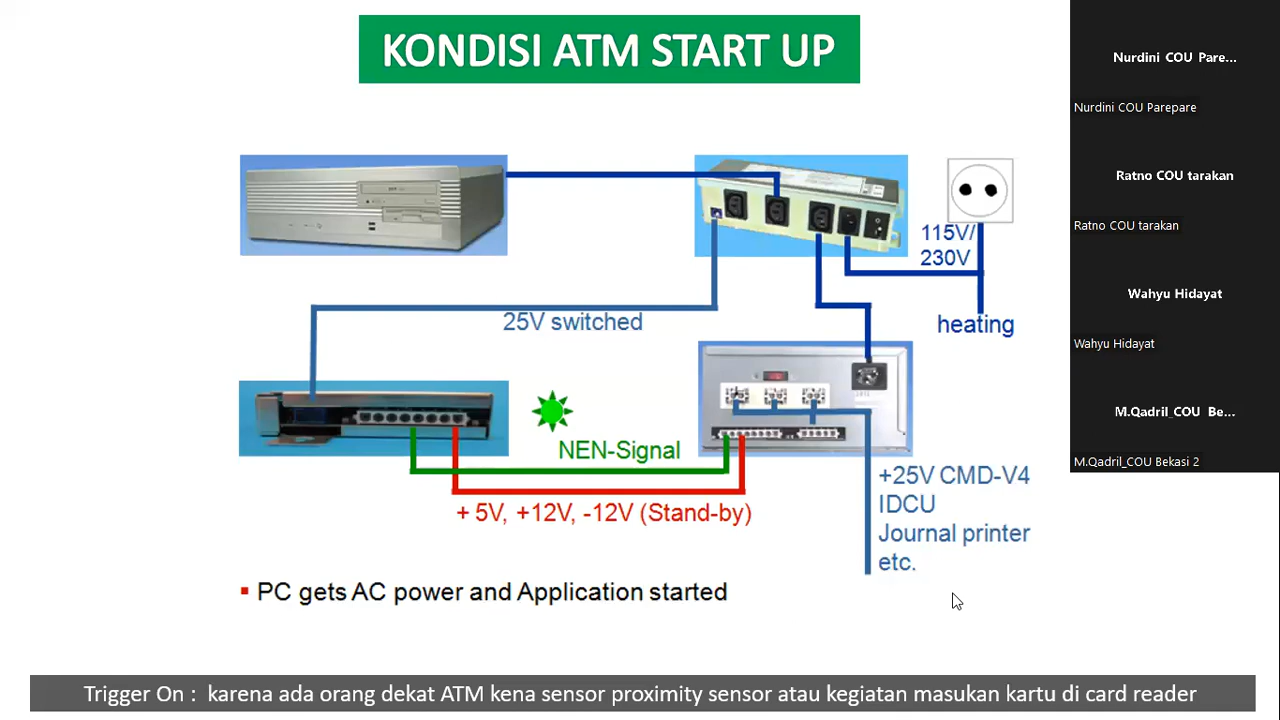 KONDISI ATM START UP
Nurdini COU Pare...
Nurdini COU Parepare
Ratno COU tarakan
Ratno COU tarakan
Wahyu Hidayat
Wahyu Hidayat
M.Qadril_COU Be...
M.Qadril_COU Bekasi 2
115V/
230V
heating
25V switched
NEN-Signal
+ 5V, +12V, -12V (Stand-by)
+25V CMD-V4
IDCU
Journal printer
etc.
▪ PC gets AC power and Application started
Trigger On : karena ada orang dekat ATM kena sensor proximity sensor atau kegiatan masukan kartu di card reader